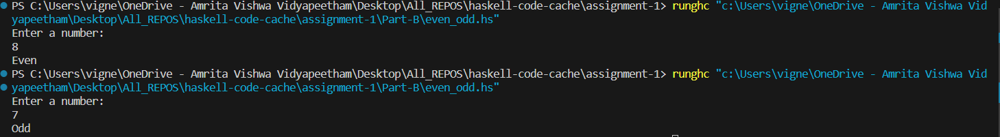 PS C:\Users\vigne\OneDrive - Amrita Vishwa Vidyapeetham\Desktop\All_REPOS\haskell-code-cache\assignment-1> runghc "c:\Users\vigne\OneDrive - Amrita Vishwa Vid
yapeetham\Desktop\All_REPOS\haskell-code-cache\assignment-1\Part-B\even_odd.hs"
Enter a number:
8
Even
PS C:\Users\vigne\OneDrive - Amrita Vishwa Vidyapeetham\Desktop\All_REPOS\haskell-code-cache\assignment-1> runghc "c:\Users\vigne\OneDrive - Amrita Vishwa Vid
yapeetham\Desktop\All_REPOS\haskell-code-cache\assignment-1\Part-B\even_odd.hs"
Enter a number:
7
Odd